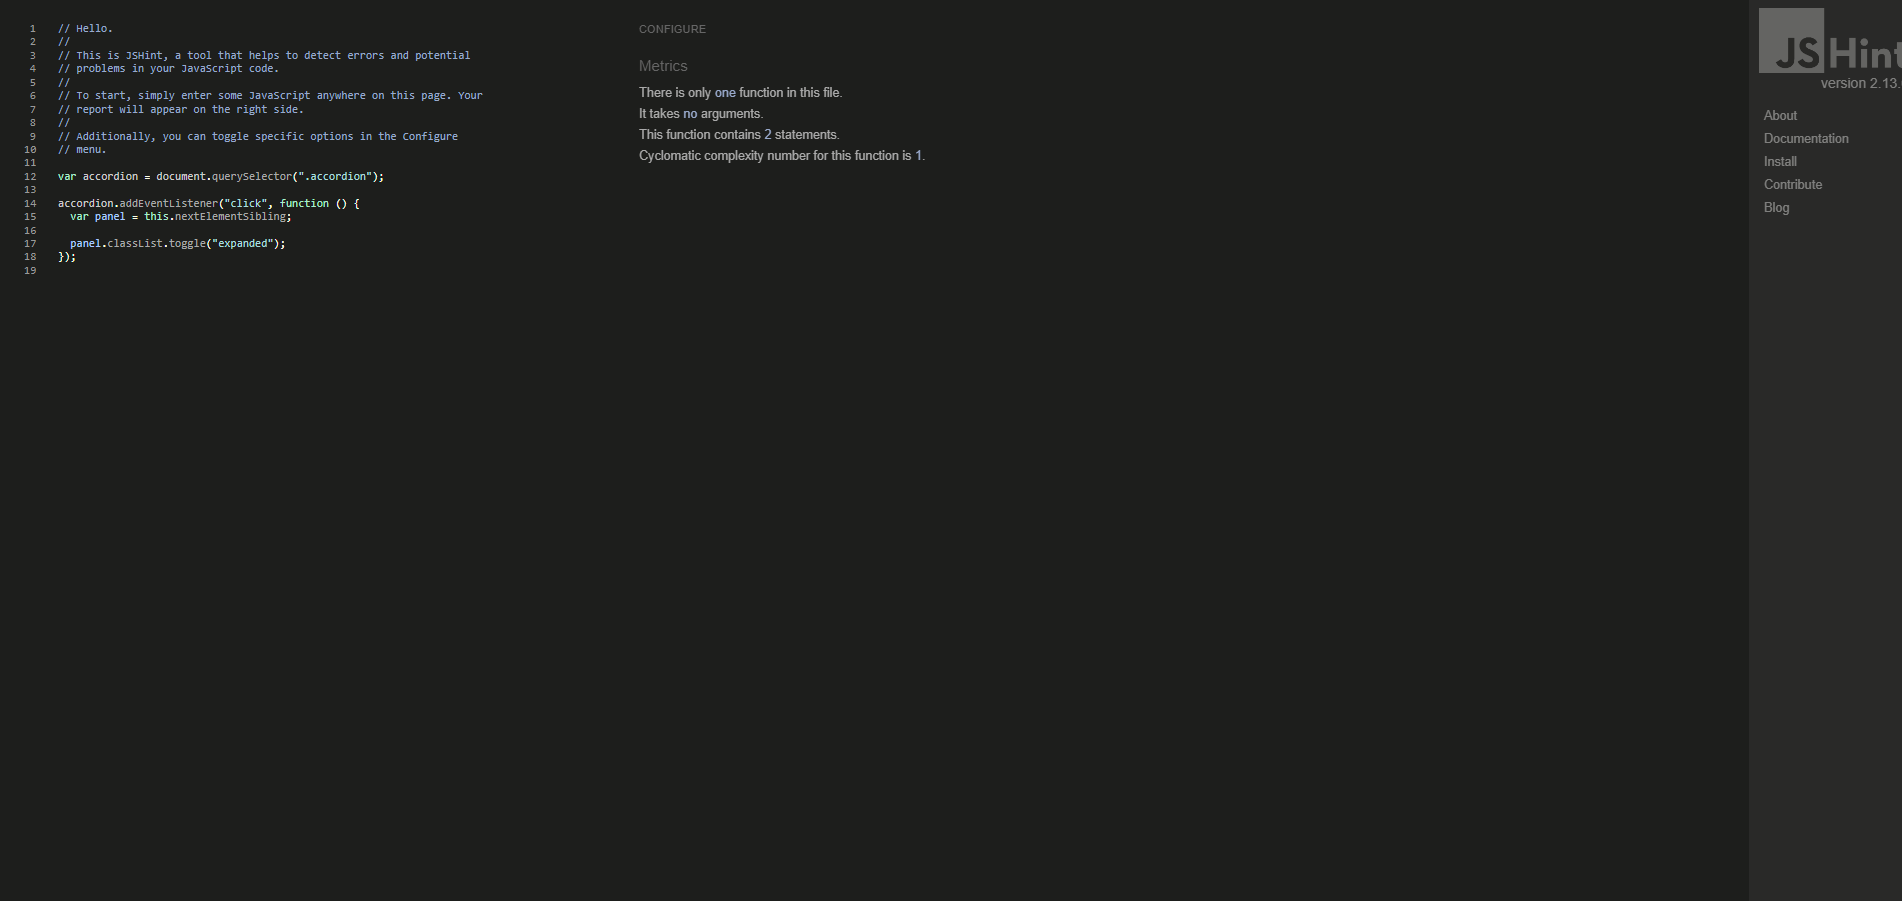 1 // Hello.
2 //
3 // This is JSHint, a tool that helps to detect errors and potential
4 // problems in your JavaScript code.
5 //
6 // To start, simply enter some JavaScript anywhere on this page. Your
7 // report will appear on the right side.
8 //
9 // Additionally, you can toggle specific options in the Configure
10 // menu.
11
12 var accordion = document.querySelector(".accordion");
13
14 accordion.addEventListener("click", function () {
15   var panel = this.nextElementSibling;
16
17   panel.classList.toggle("expanded");
18 });
19
CONFIGURE
Metrics
There is only one function in this file.
It takes no arguments.
This function contains 2 statements.
Cyclomatic complexity number for this function is 1.
JSHint
version 2.13.
About
Documentation
Install
Contribute
Blog